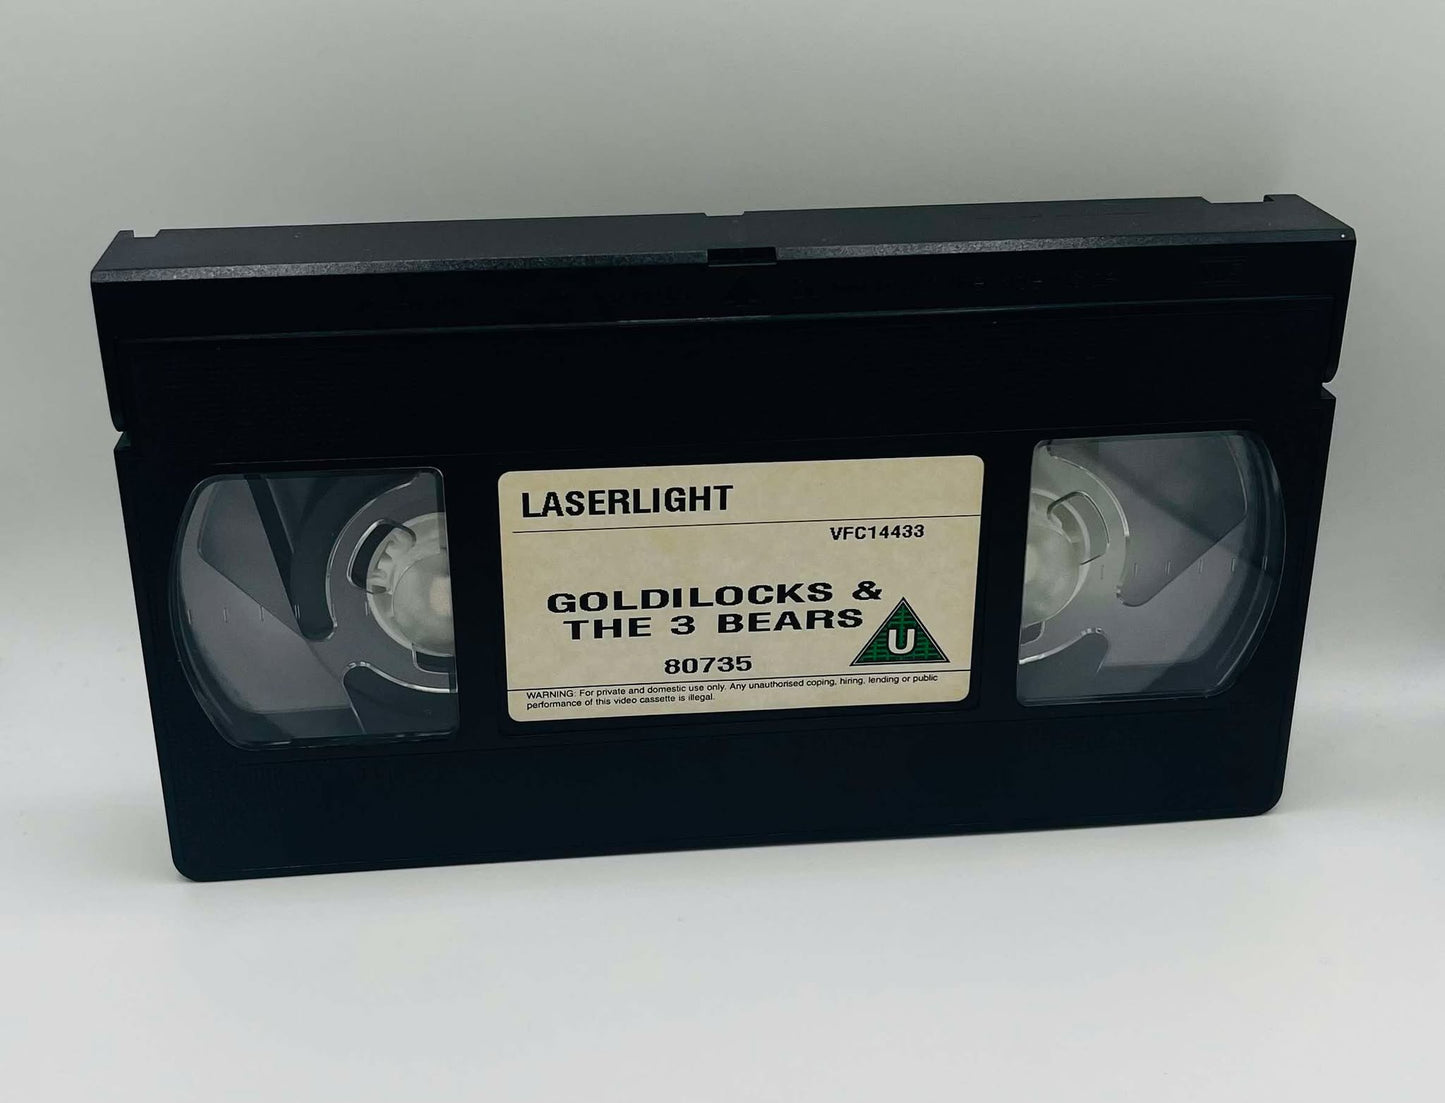 LASERLIGHT
VFC14433
GOLDILOCKS &
THE 3 BEARS
U
80735
WARNING: For private and domestic use only. Any unauthorised coping, hiring, lending or public
performance of this video cassette is illegal.